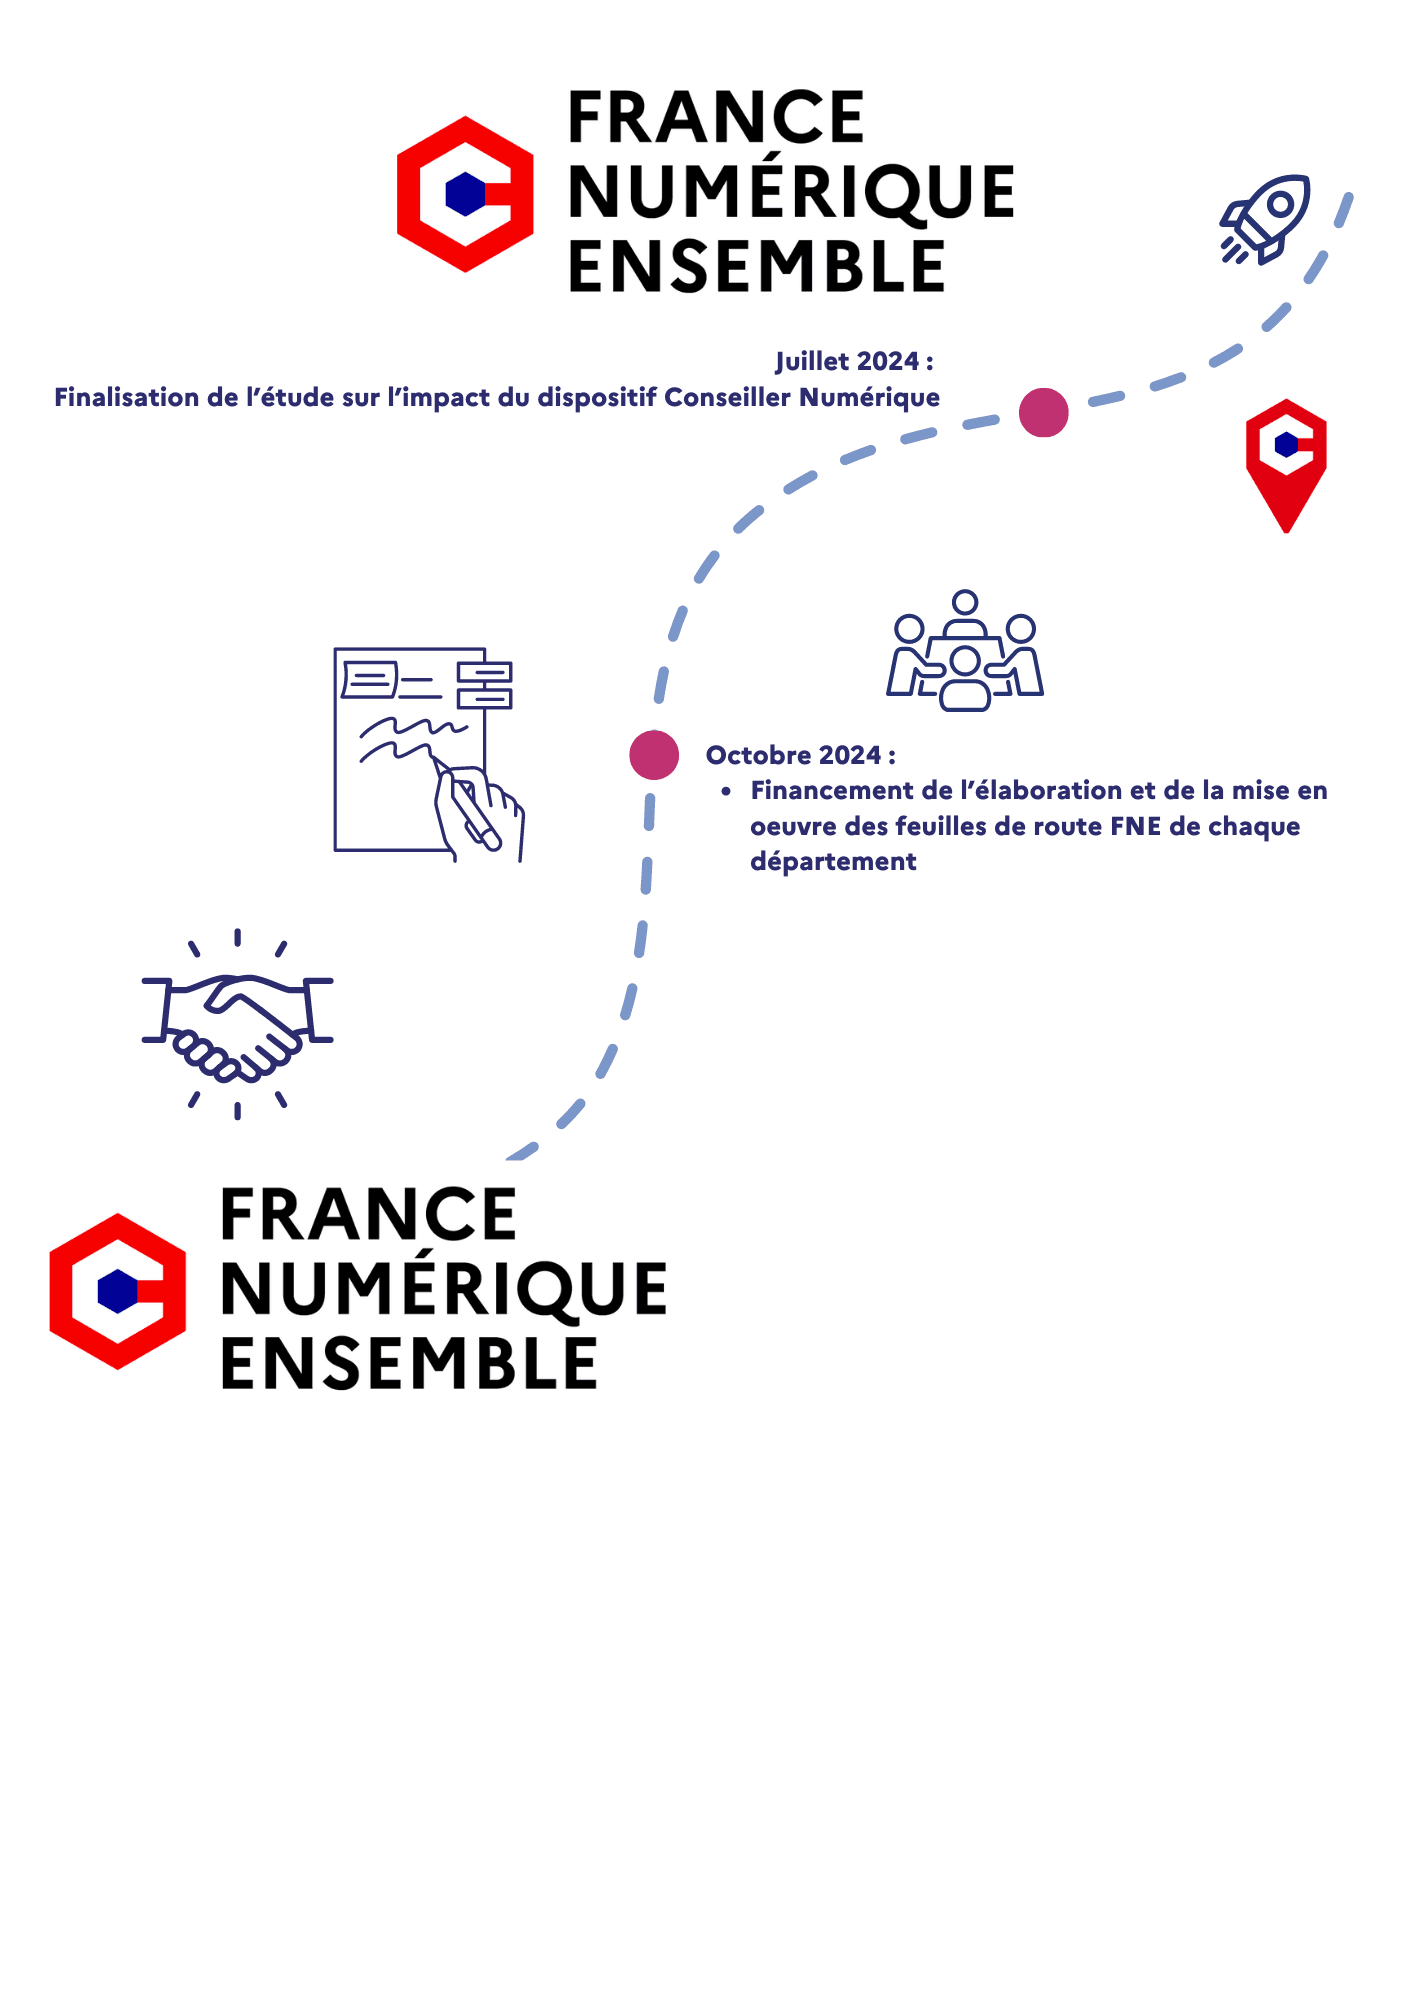 FRANCE
NUMÉRIQUE
ENSEMBLE
Juillet 2024 :
Finalisation de l’étude sur l’impact du dispositif Conseiller Numérique
Octobre 2024 :
• Financement de l’élaboration et de la mise en
oeuvre des feuilles de route FNE de chaque
département
FRANCE
NUMÉRIQUE
ENSEMBLE